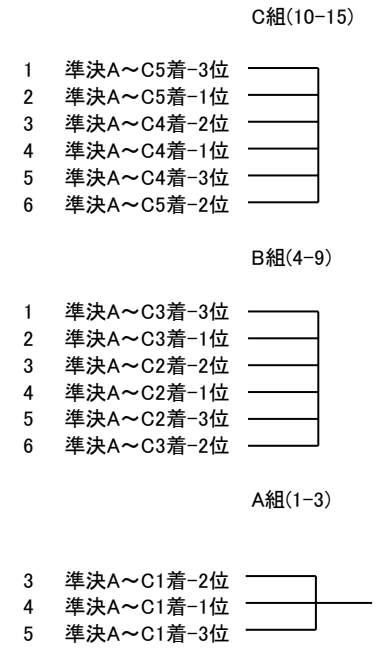 C組(10-15)
1 準決A～C5着-3位
2 準決A～C5着-1位
3 準決A～C4着-2位
4 準決A～C4着-1位
5 準決A～C4着-3位
6 準決A～C5着-2位
B組(4-9)
1 準決A～C3着-3位
2 準決A～C3着-1位
3 準決A～C2着-2位
4 準決A～C2着-1位
5 準決A～C2着-3位
6 準決A～C3着-2位
A組(1-3)
3 準決A～C1着-2位
4 準決A～C1着-1位
5 準決A～C1着-3位